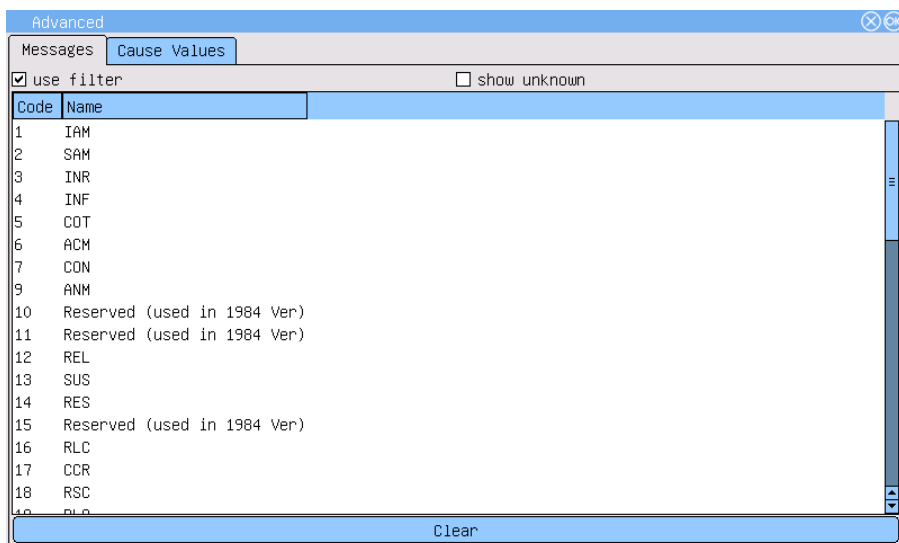 Advanced
OK
Messages Cause Values
use filter show unknown
Code Name
1 IAM
2 SAM
3 INR
4 INF
5 COT
6 ACM
7 CON
9 ANM
10 Reserved (used in 1984 Ver)
11 Reserved (used in 1984 Ver)
12 REL
13 SUS
14 RES
15 Reserved (used in 1984 Ver)
16 RLC
17 CCR
18 RSC
Clear